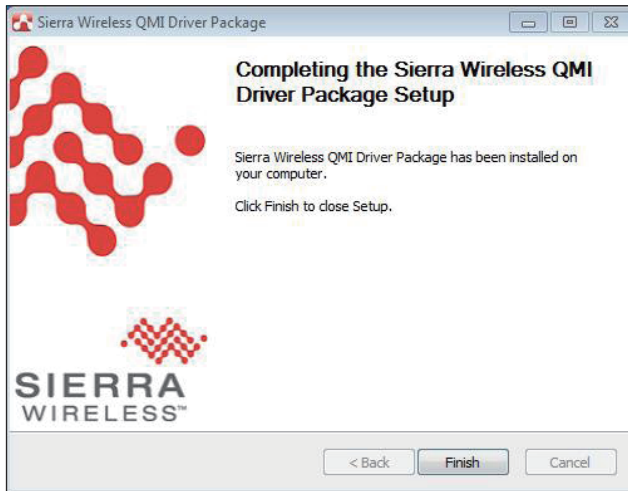 Sierra Wireless QMI Driver Package
Completing the Sierra Wireless QMI
Driver Package Setup
Sierra Wireless QMI Driver Package has been installed on
your computer.
Click Finish to close Setup.
SIERRA
WIRELESS™
< Back
Finish
Cancel